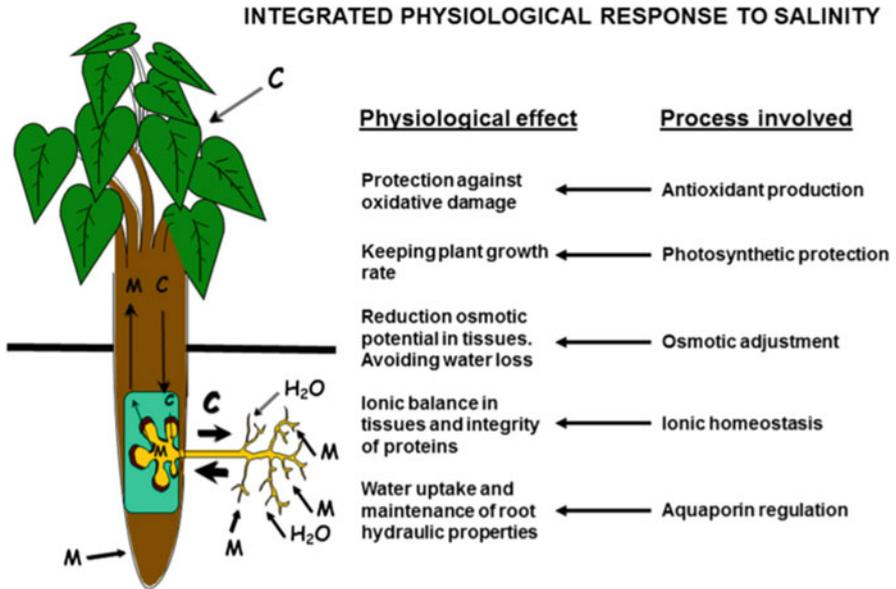 INTEGRATED PHYSIOLOGICAL RESPONSE TO SALINITY
C
Physiological effect
Process involved
Protection against
oxidative damage
Antioxidant production
Keeping plant growth
rate
Photosynthetic protection
M C
Reduction osmotic
potential in tissues.
Avoiding water loss
Osmotic adjustment
Ionic balance in
tissues and integrity
of proteins
Ionic homeostasis
Water uptake and
maintenance of root
hydraulic properties
Aquaporin regulation
C
C
H₂O
M
M
M
H₂O
M
M